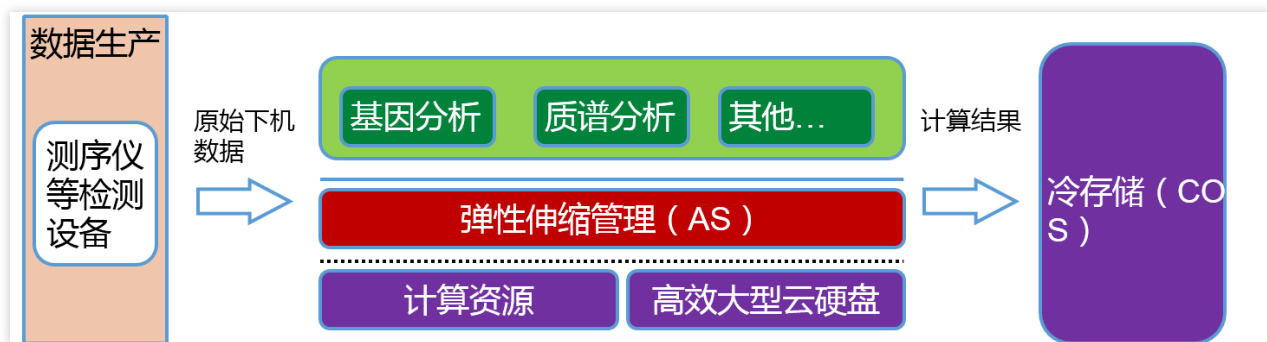 数据生产
测序仪
等检测
设备
原始下机
数据
基因分析
质谱分析
其他...
弹性伸缩管理（AS）
计算资源
高效大型云硬盘
计算结果
冷存储（CO
S）